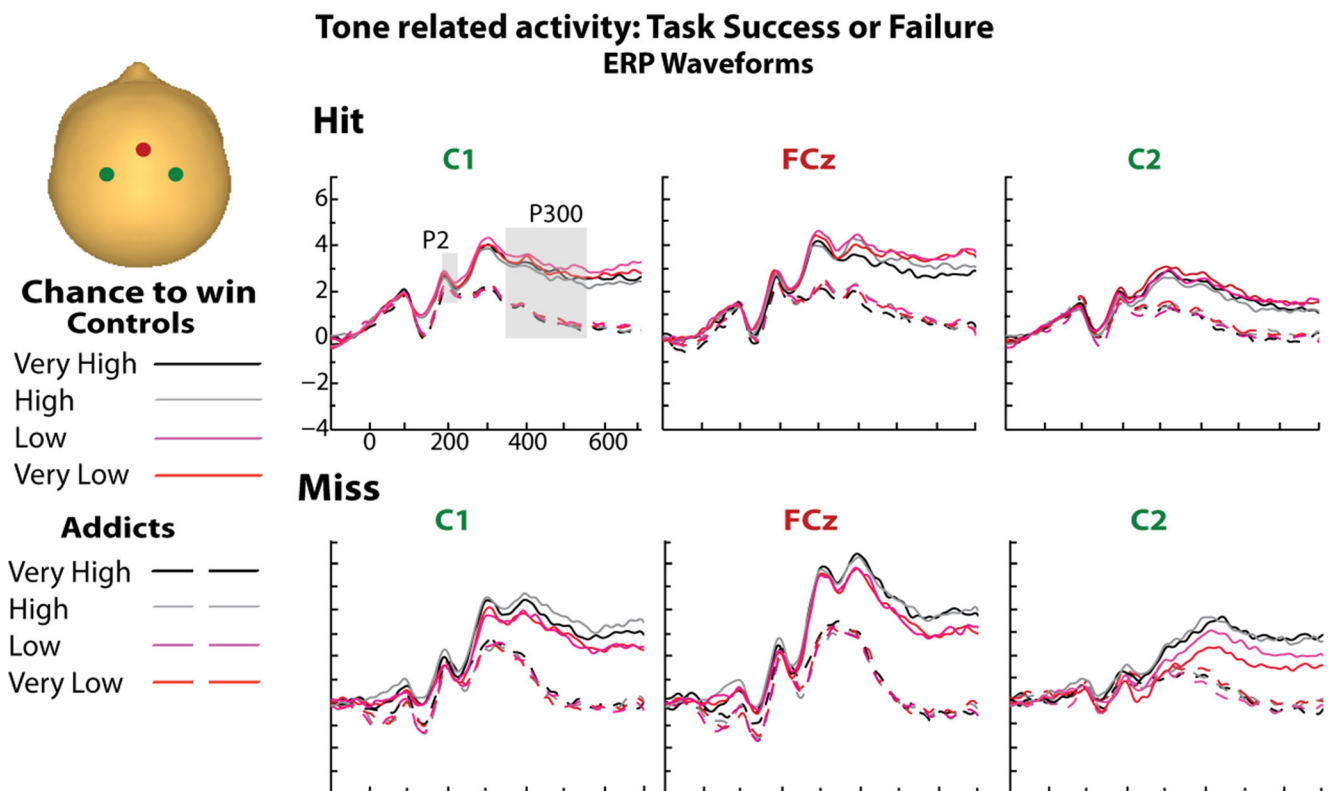 Tone related activity: Task Success or Failure
ERP Waveforms
Hit
C1
FCz
C2
6
4
2
0
−2
−4
P2
P300
0
200
400
600
Chance to win
Controls
Very High
High
Low
Very Low
Addicts
Very High
High
Low
Very Low
Miss
C1
FCz
C2